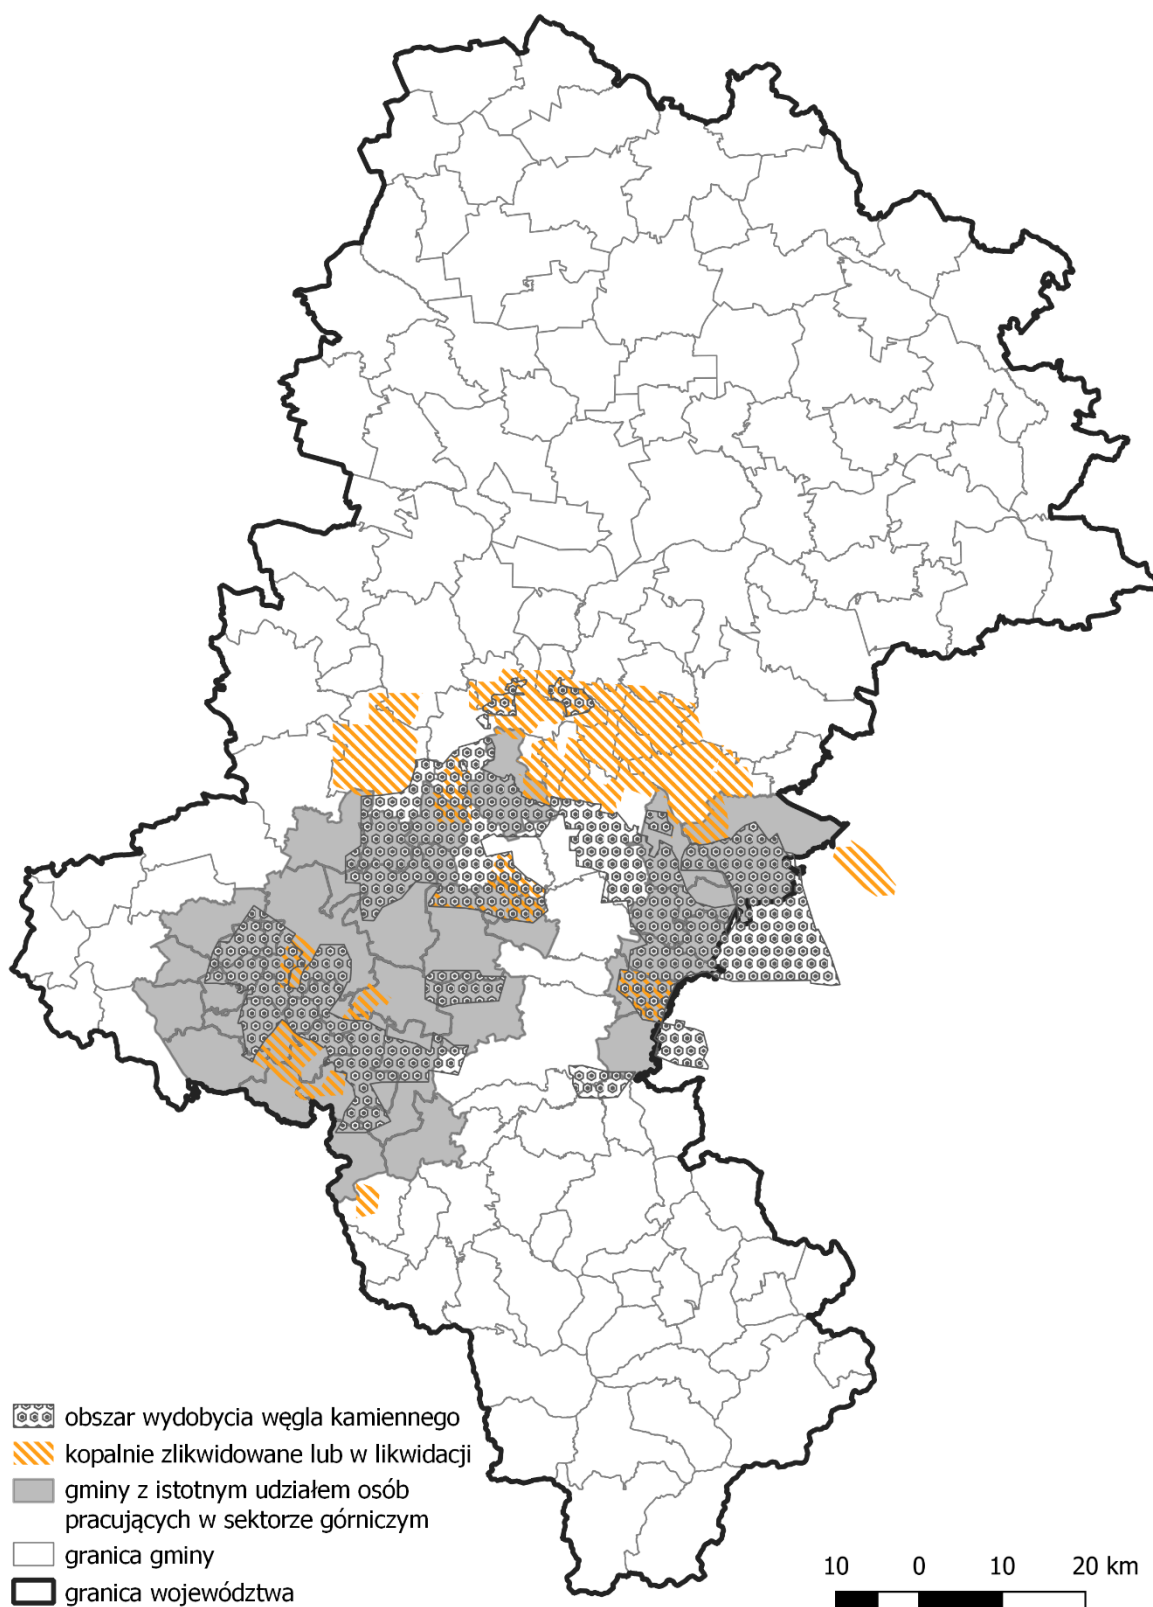 obszar wydobycia węgla kamiennego
kopalnie zlikwidowane lub w likwidacji
gminy z istotnym udziałem osób
pracujących w sektorze górniczym
granica gminy
granica województwa
10 0 10 20 km